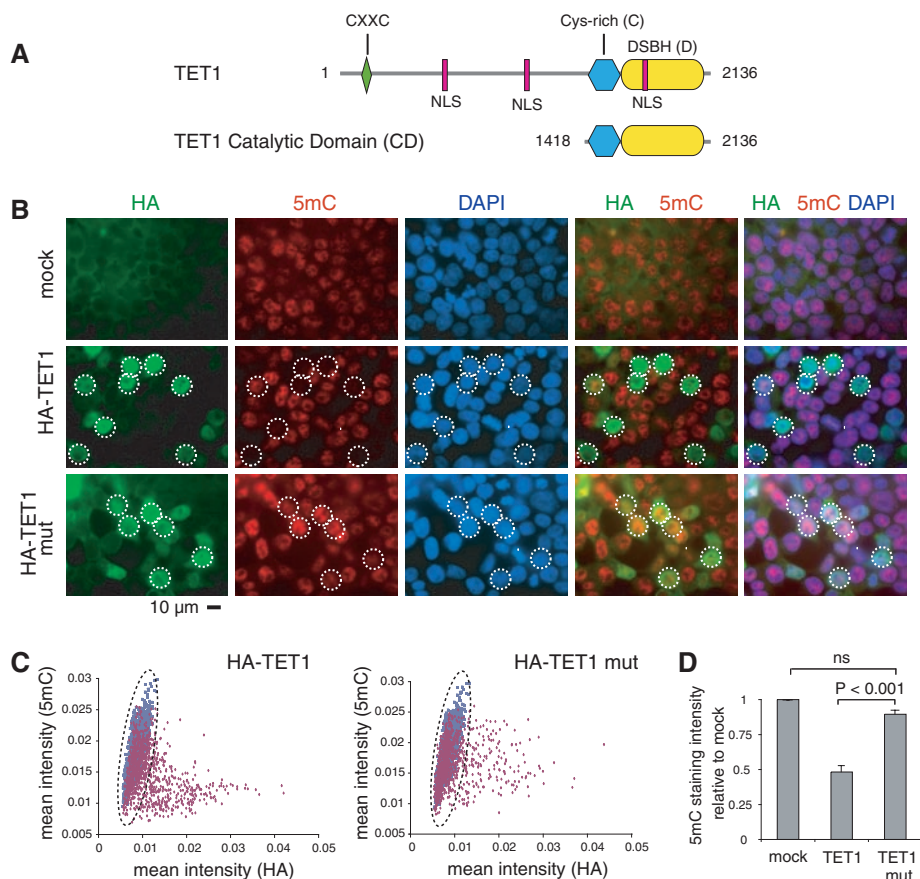 A
CXXC
Cys-rich (C)
DSBH (D)
TET1
1
2136
NLS
NLS
NLS
TET1 Catalytic Domain (CD)
1418
2136
B
HA
5mC
DAPI
HA 5mC
HA 5mC DAPI
mock
HA-TET1
HA-TET1
mut
10 µm
C
HA-TET1
mean intensity (5mC)
0.03
0.025
0.02
0.015
0.01
0.005
0
0.01
0.02
0.03
0.04
0.05
mean intensity (HA)
HA-TET1 mut
mean intensity (5mC)
0.03
0.025
0.02
0.015
0.01
0.005
0
0.01
0.02
0.03
0.04
0.05
mean intensity (HA)
D
ns
P < 0.001
5mC staining intensity
relative to mock
1
0.75
0.5
0.25
0
mock
TET1
TET1
mut